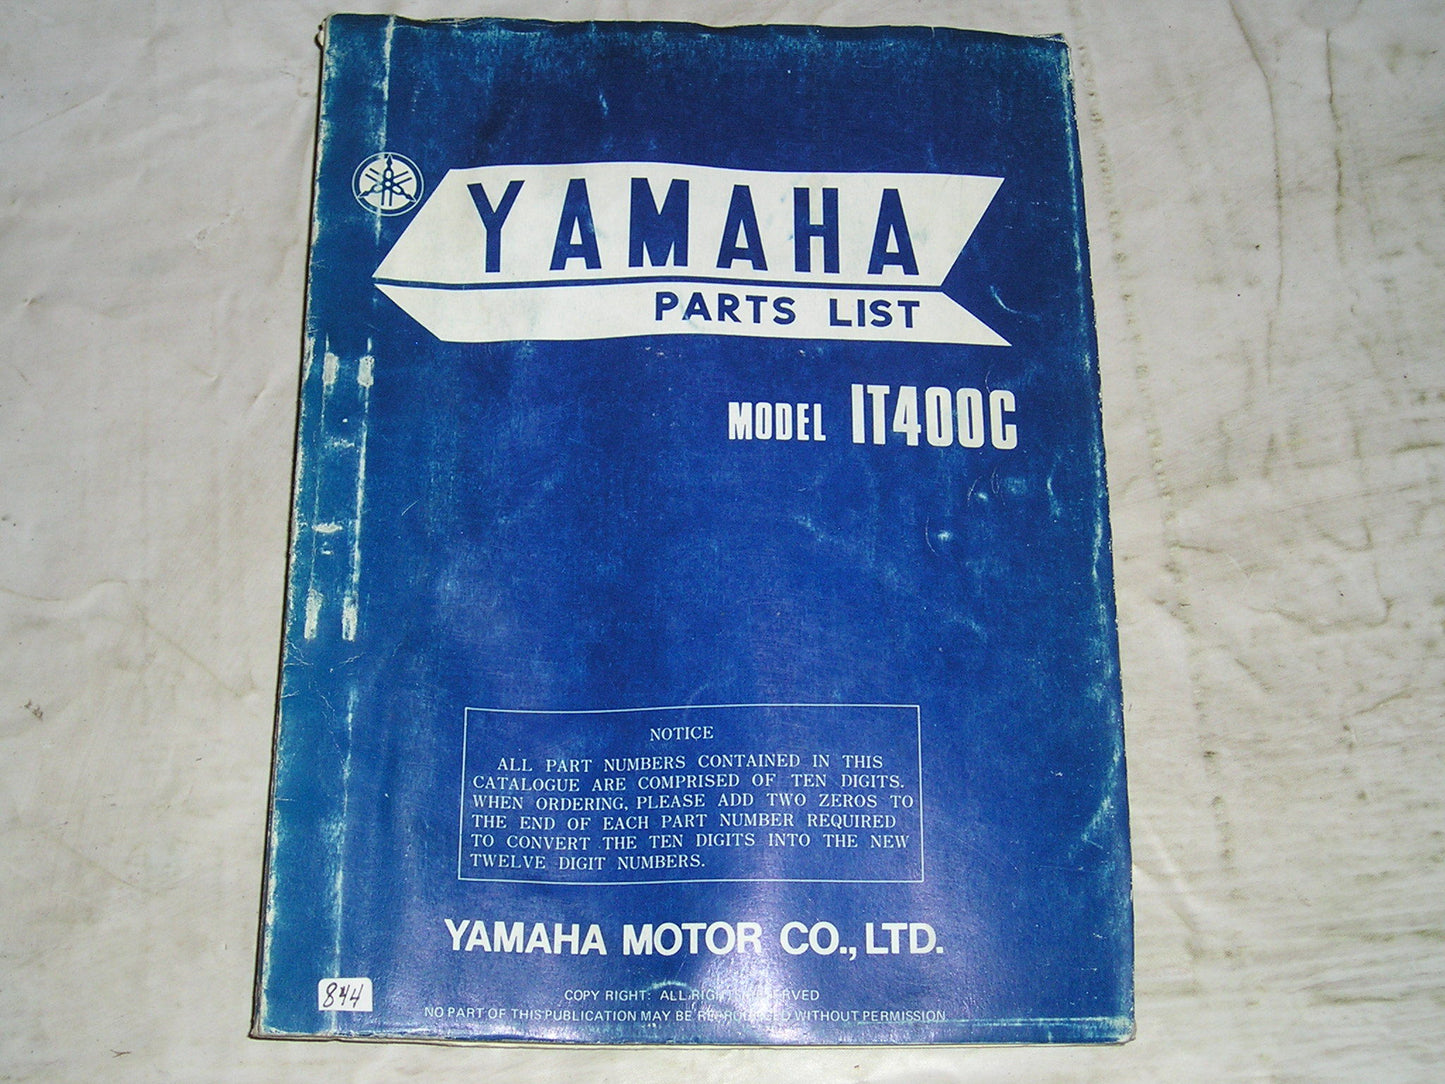 YAMAHA
PARTS LIST
MODEL IT400C
NOTICE
ALL PART NUMBERS CONTAINED IN THIS
CATALOGUE ARE COMPRISED OF TEN DIGITS.
WHEN ORDERING, PLEASE ADD TWO ZEROS TO
THE END OF EACH PART NUMBER REQUIRED
TO CONVERT THE TEN DIGITS INTO THE NEW
TWELVE DIGIT NUMBERS.
YAMAHA MOTOR CO., LTD.
844
COPY RIGHT: ALL RIGHT RESERVED
NO PART OF THIS PUBLICATION MAY BE REPRODUCED WITHOUT PERMISSION